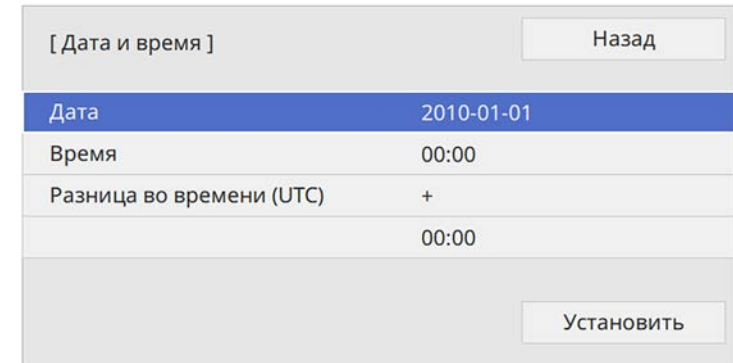 [ Дата и время ] Назад
Дата 2010-01-01
Время 00:00
Разница во времени (UTC) +
00:00
Установить